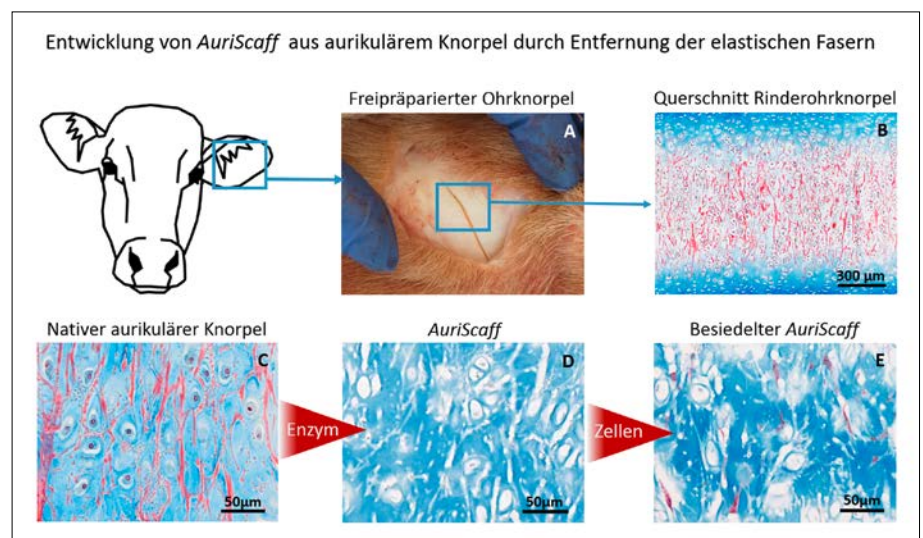 Entwicklung von AuriScaff aus aurikulärem Knorpel durch Entfernung der elastischen Fasern
Freipräparierter Ohrknorpel
Querschnitt Rinderohrknorpel
A
B
300 µm
Nativer aurikulärer Knorpel
AuriScaff
Besiedelter AuriScaff
C
D
E
Enzym
Zellen
50µm
50µm
50µm